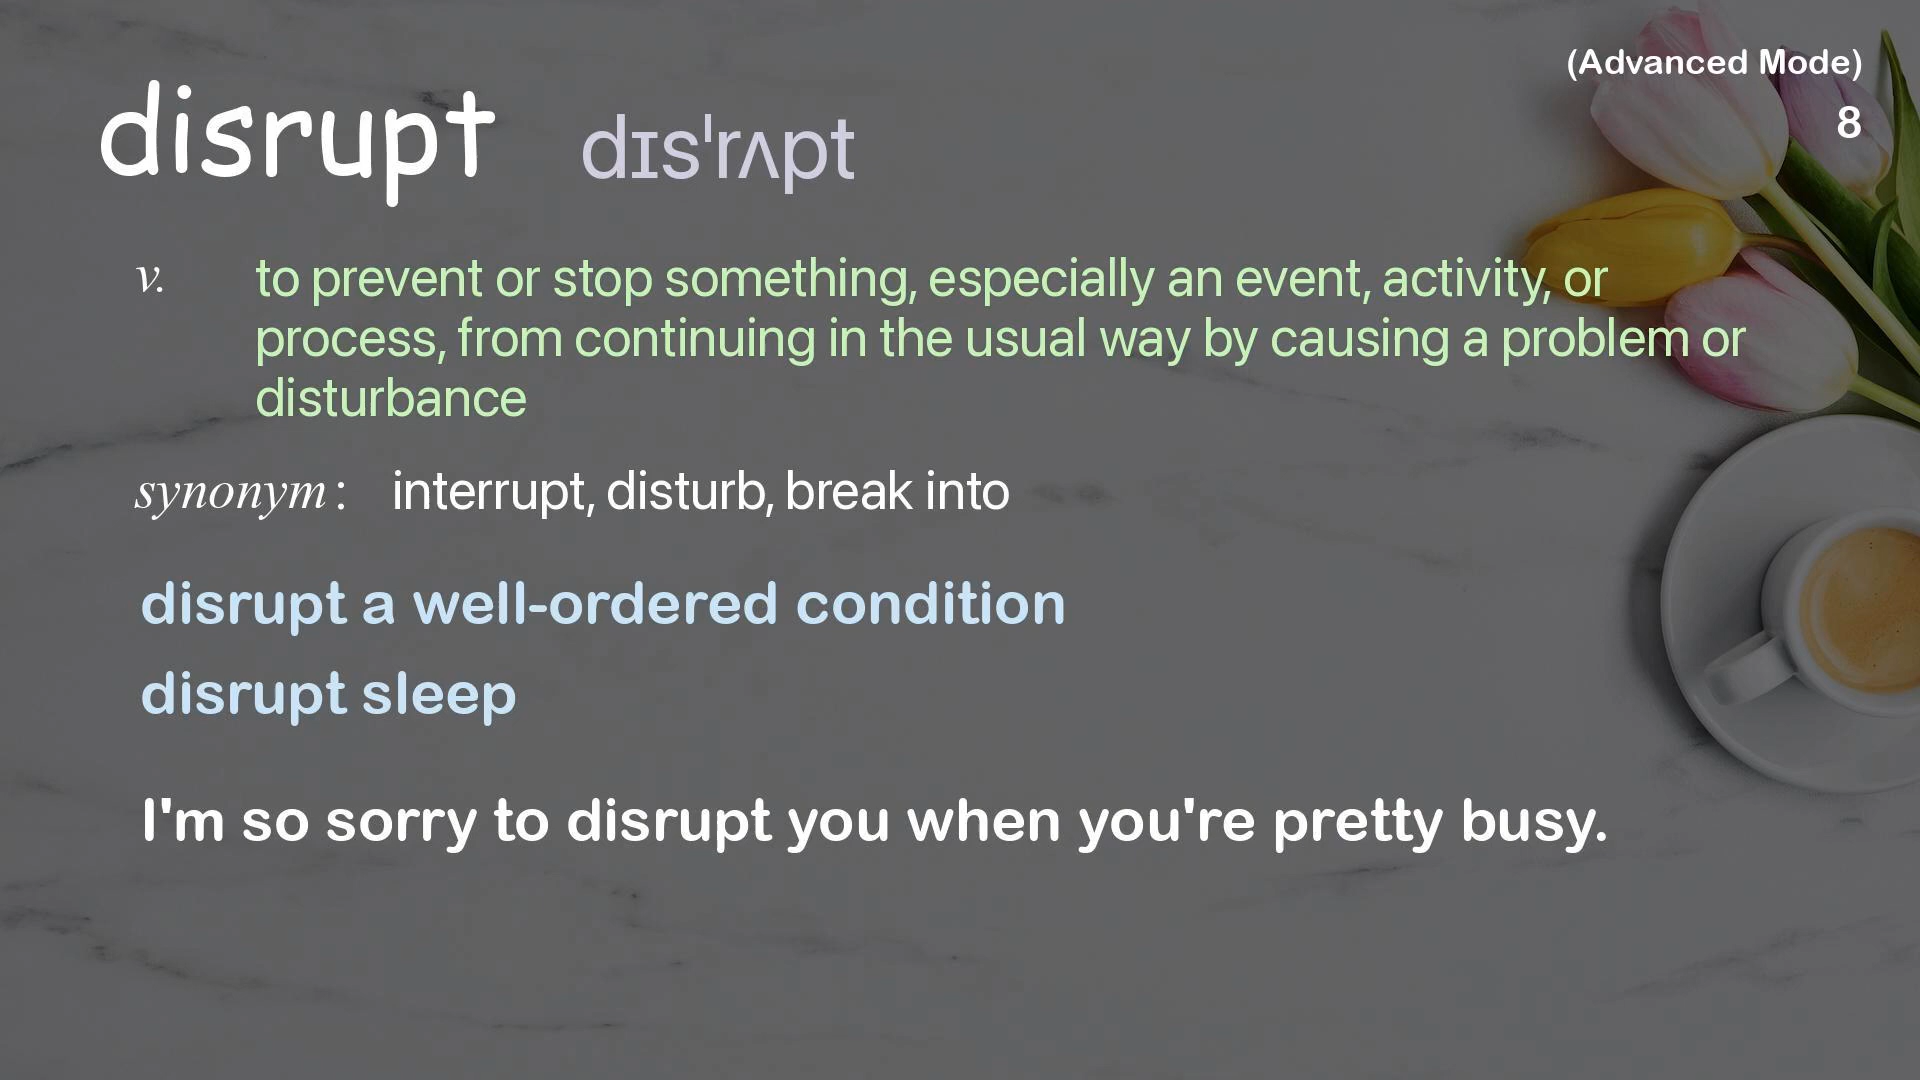 (Advanced Mode)
disrupt dɪsˈrʌpt
8
v. to prevent or stop something, especially an event, activity, or
process, from continuing in the usual way by causing a problem or
disturbance
synonym: interrupt, disturb, break into
disrupt a well-ordered condition
disrupt sleep
I'm so sorry to disrupt you when you're pretty busy.